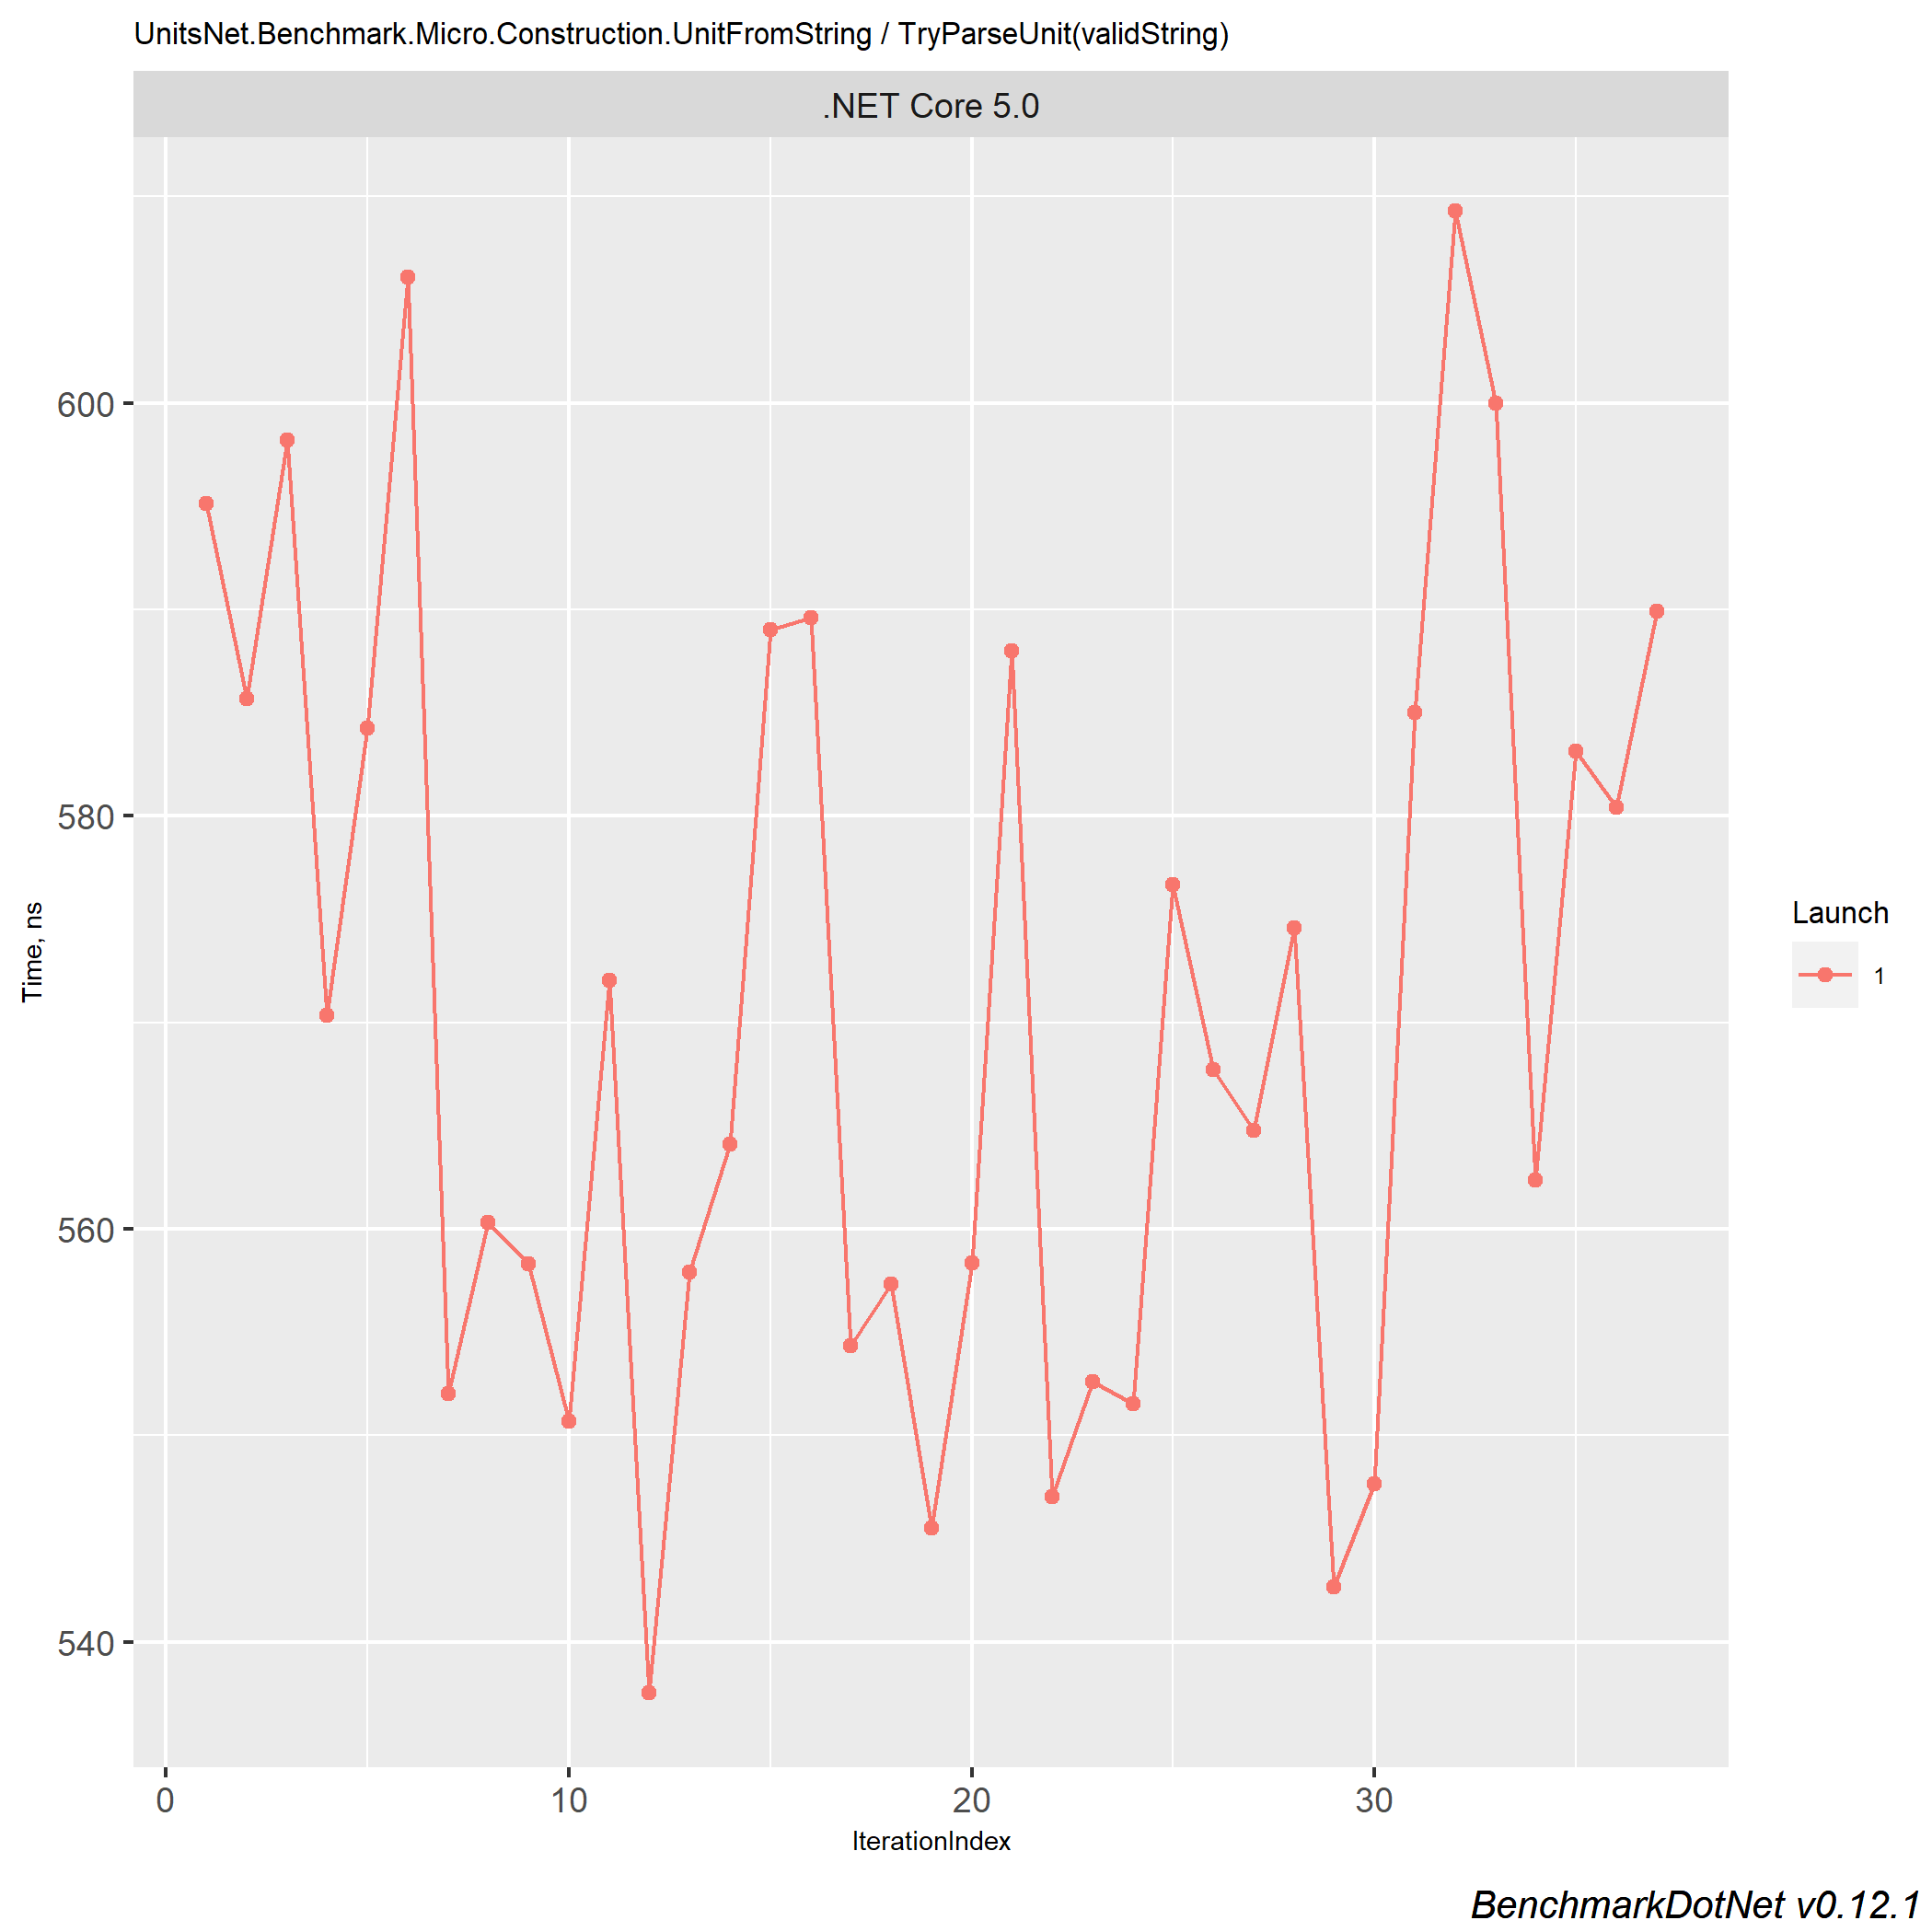 UnitsNet.Benchmark.Micro.Construction.UnitFromString / TryParseUnit(validString)
.NET Core 5.0
600
580
560
540
Time, ns
0 10 20 30
IterationIndex
Launch
1
BenchmarkDotNet v0.12.1